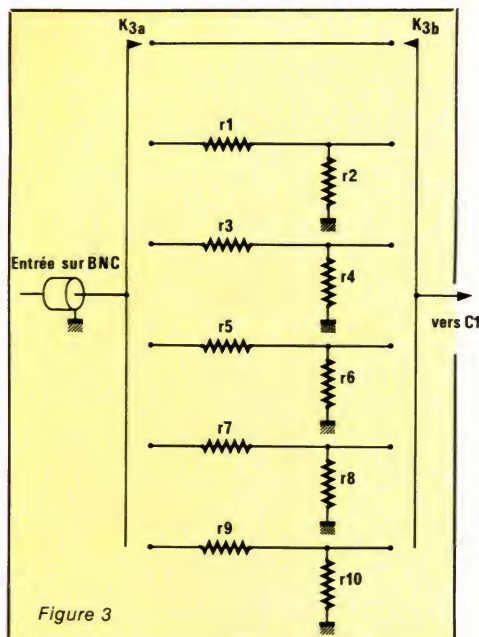 K3a
K3b
r1
r2
r3
r4
Entrée sur BNC
vers C1
r5
r6
r7
r8
r9
r10
Figure 3